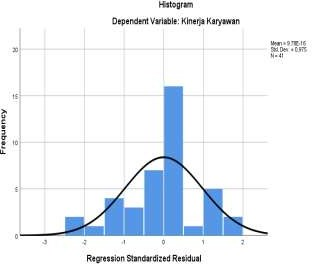 Histogram
Dependent Variable: Kinerja Karyawan
Mean = 9.78E-16
Std. Dev. = 0.975
N = 41
Frequency
20
15
10
5
0
-3 -2 -1 0 1 2
Regression Standardized Residual